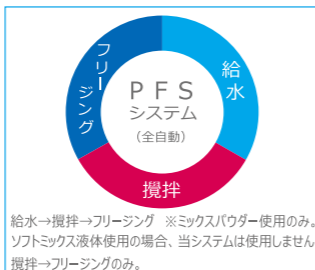 フリージング
給水
PFS
システム
(全自動)
攪拌
給水→攪拌→フリージング ※ミックスパウダー使用のみ。
ソフトミックス液体使用の場合、当システムは使用しません
攪拌→フリージングのみ。